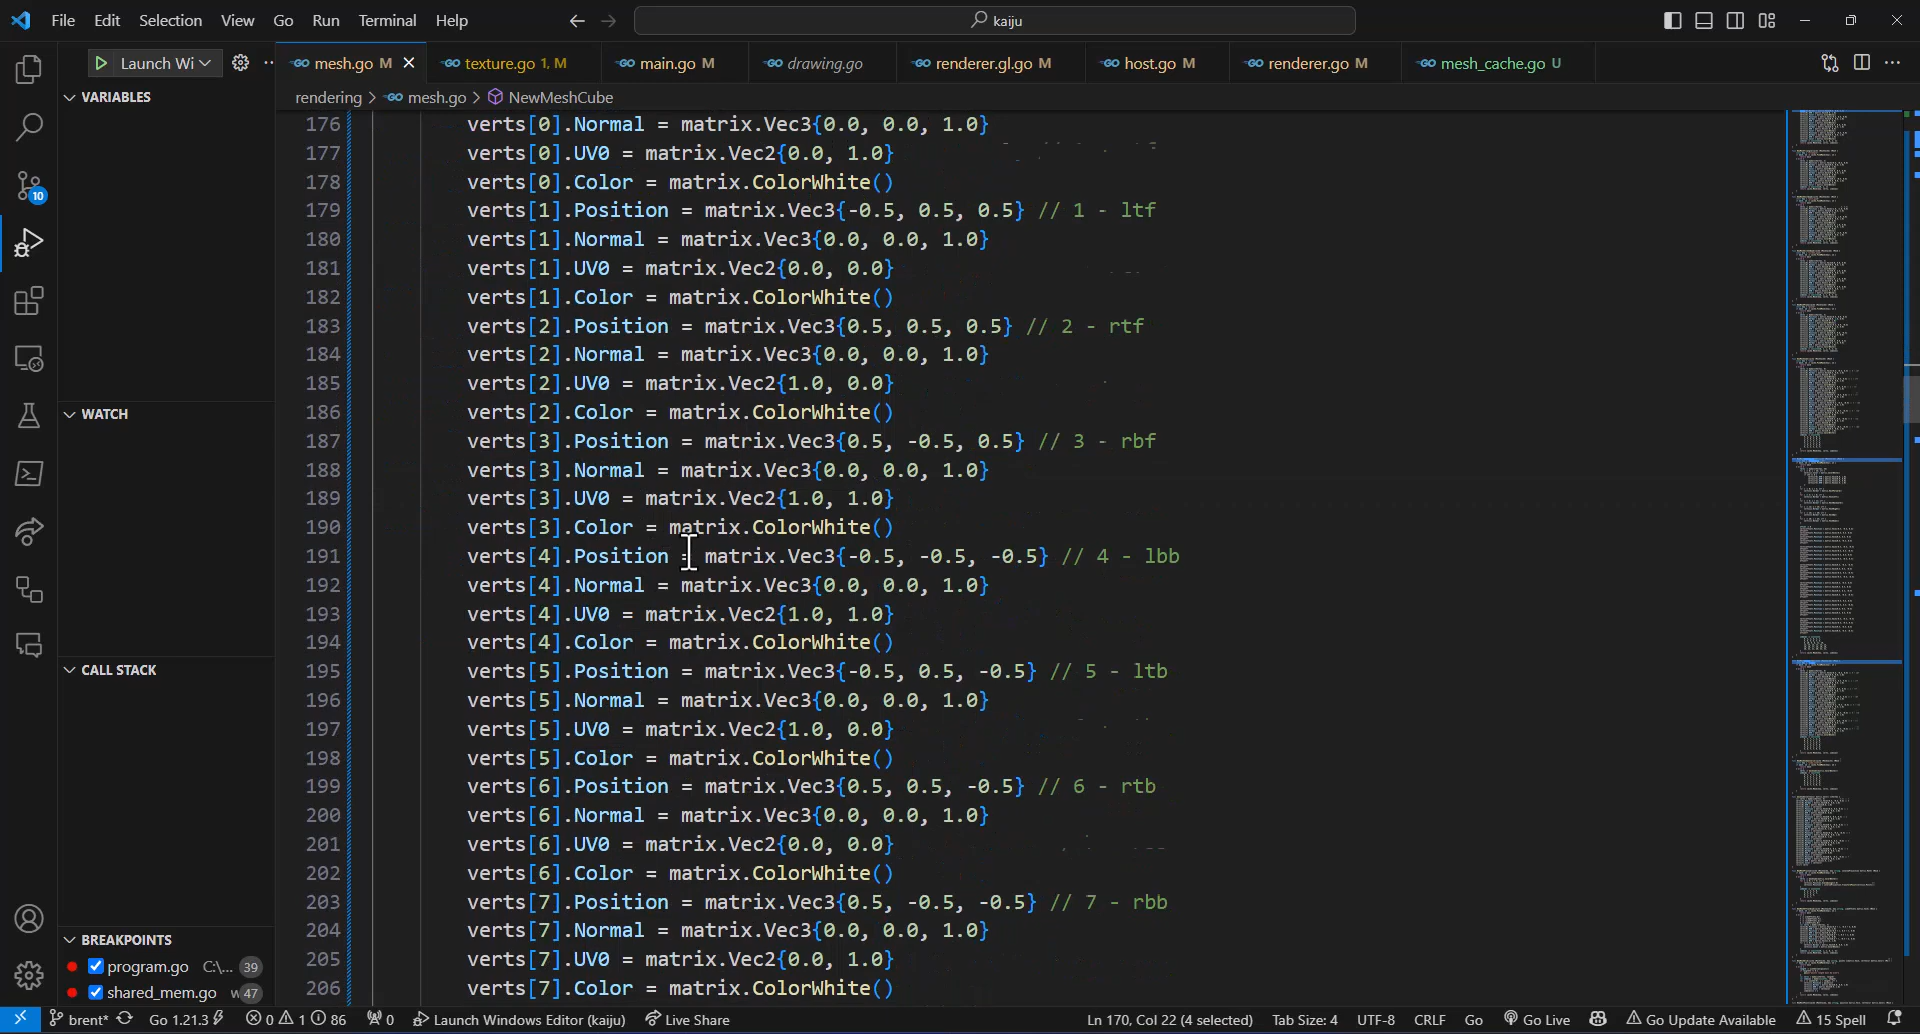 File Edit Selection View Go Run Terminal Help
kaiju
Launch Wi
mesh.go M
texture.go 1, M
main.go M
drawing.go
renderer.gl.go M
host.go M
renderer.go M
mesh_cache.go U
rendering > mesh.go > NewMeshCube
VARIABLES
WATCH
CALL STACK
BREAKPOINTS
program.go C:\... 39
shared_mem.go 47
10
176 verts[0].Normal = matrix.Vec3{0.0, 0.0, 1.0}
177 verts[0].UV0 = matrix.Vec2{0.0, 1.0}
178 verts[0].Color = matrix.ColorWhite()
179 verts[1].Position = matrix.Vec3{-0.5, 0.5, 0.5} // 1 - ltf
180 verts[1].Normal = matrix.Vec3{0.0, 0.0, 1.0}
181 verts[1].UV0 = matrix.Vec2{0.0, 0.0}
182 verts[1].Color = matrix.ColorWhite()
183 verts[2].Position = matrix.Vec3{0.5, 0.5, 0.5} // 2 - rtf
184 verts[2].Normal = matrix.Vec3{0.0, 0.0, 1.0}
185 verts[2].UV0 = matrix.Vec2{1.0, 0.0}
186 verts[2].Color = matrix.ColorWhite()
187 verts[3].Position = matrix.Vec3{0.5, -0.5, 0.5} // 3 - rbf
188 verts[3].Normal = matrix.Vec3{0.0, 0.0, 1.0}
189 verts[3].UV0 = matrix.Vec2{1.0, 1.0}
190 verts[3].Color = matrix.ColorWhite()
191 verts[4].Position = matrix.Vec3{-0.5, -0.5, -0.5} // 4 - lbb
192 verts[4].Normal = matrix.Vec3{0.0, 0.0, 1.0}
193 verts[4].UV0 = matrix.Vec2{1.0, 1.0}
194 verts[4].Color = matrix.ColorWhite()
195 verts[5].Position = matrix.Vec3{-0.5, 0.5, -0.5} // 5 - ltb
196 verts[5].Normal = matrix.Vec3{0.0, 0.0, 1.0}
197 verts[5].UV0 = matrix.Vec2{1.0, 0.0}
198 verts[5].Color = matrix.ColorWhite()
199 verts[6].Position = matrix.Vec3{0.5, 0.5, -0.5} // 6 - rtb
200 verts[6].Normal = matrix.Vec3{0.0, 0.0, 1.0}
201 verts[6].UV0 = matrix.Vec2{0.0, 0.0}
202 verts[6].Color = matrix.ColorWhite()
203 verts[7].Position = matrix.Vec3{0.5, -0.5, -0.5} // 7 - rbb
204 verts[7].Normal = matrix.Vec3{0.0, 0.0, 1.0}
205 verts[7].UV0 = matrix.Vec2{0.0, 1.0}
206 verts[7].Color = matrix.ColorWhite()
brent* Go 1.21.3 0 1 86 0 Launch Windows Editor (kaiju) Live Share Ln 170, Col 22 (4 selected) Tab Size: 4 UTF-8 CRLF Go Go Live Go Update Available 15 Spell